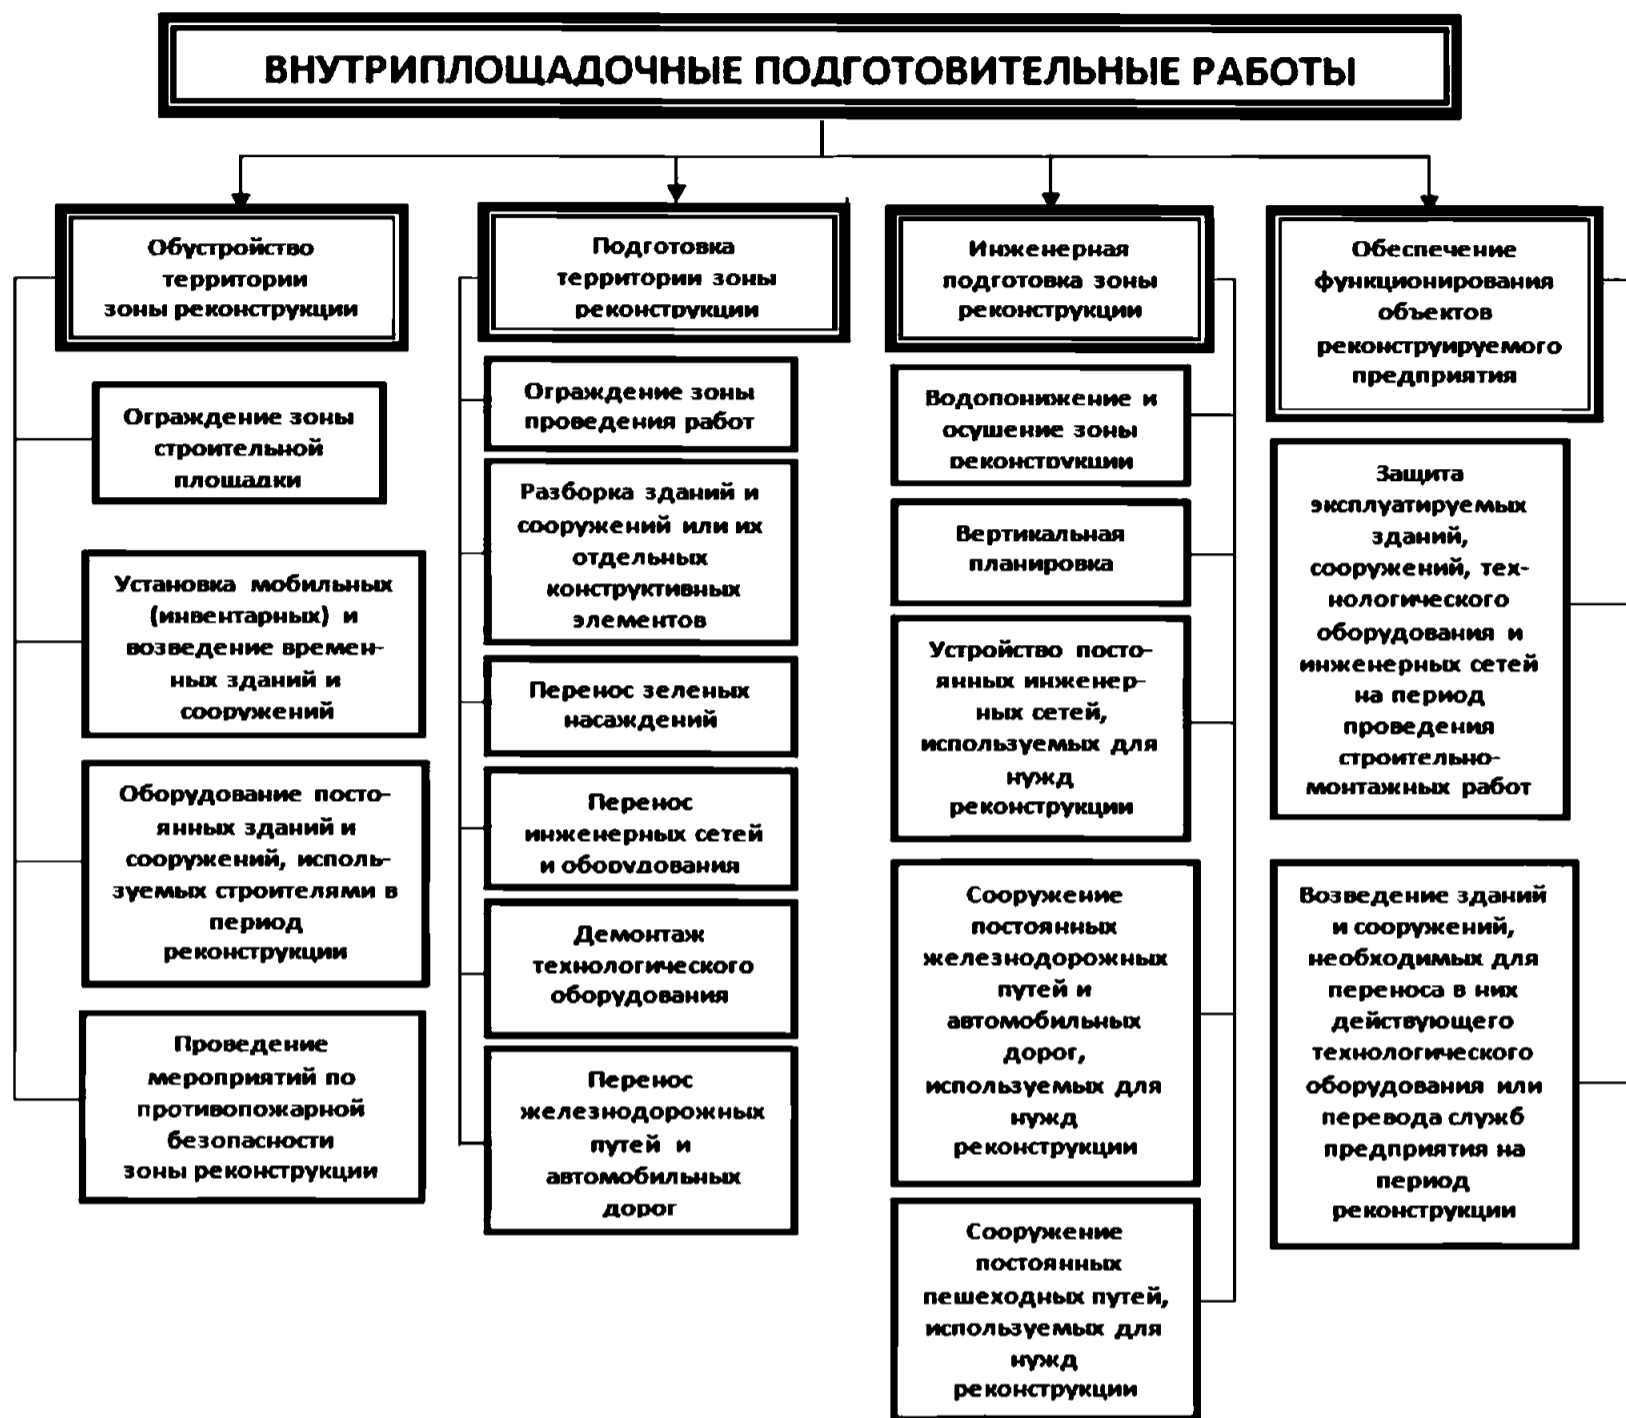 ВНУТРИПЛОЩАДОЧНЫЕ ПОДГОТОВИТЕЛЬНЫЕ РАБОТЫ
Обустройство
территории
зоны реконструкции
Ограждение зоны
строительной
площадки
Установка мобильных
(инвентарных) и
возведение времен-
ных зданий и
сооружений
Оборудование посто-
янных зданий и
сооружений, исполь-
зуемых строителями в
период
реконструкции
Проведение
мероприятий по
противопожарной
безопасности
зоны реконструкции
Подготовка
территории зоны
реконструкции
Ограждение зоны
проведения работ
Разборка зданий и
сооружений или их
отдельных
конструктивных
элементов
Перенос зеленых
насаждений
Перенос
инженерных сетей
и оборудования
Демонтаж
технологического
оборудования
Перенос
железнодорожных
путей и
автомобильных
дорог
Инженерная
подготовка зоны
реконструкции
Водопонижение и
осушение зоны
реконструкции
Вертикальная
планировка
Устройство посто-
янных инженер-
ных сетей,
используемых для
нужд
реконструкции
Сооружение
постоянных
железнодорожных
путей и
автомобильных
дорог,
используемых для
нужд
реконструкции
Сооружение
постоянных
пешеходных путей,
используемых для
нужд
реконструкции
Обеспечение
функционирования
объектов
реконструируемого
предприятия
Защита
эксплуатируемых
зданий,
сооружений, тех-
нологического
оборудования и
инженерных сетей
на период
проведения
строительно-
монтажных работ
Возведение зданий
и сооружений,
необходимых для
переноса в них
действующего
технологического
оборудования или
перевода служб
предприятия на
период
реконструкции